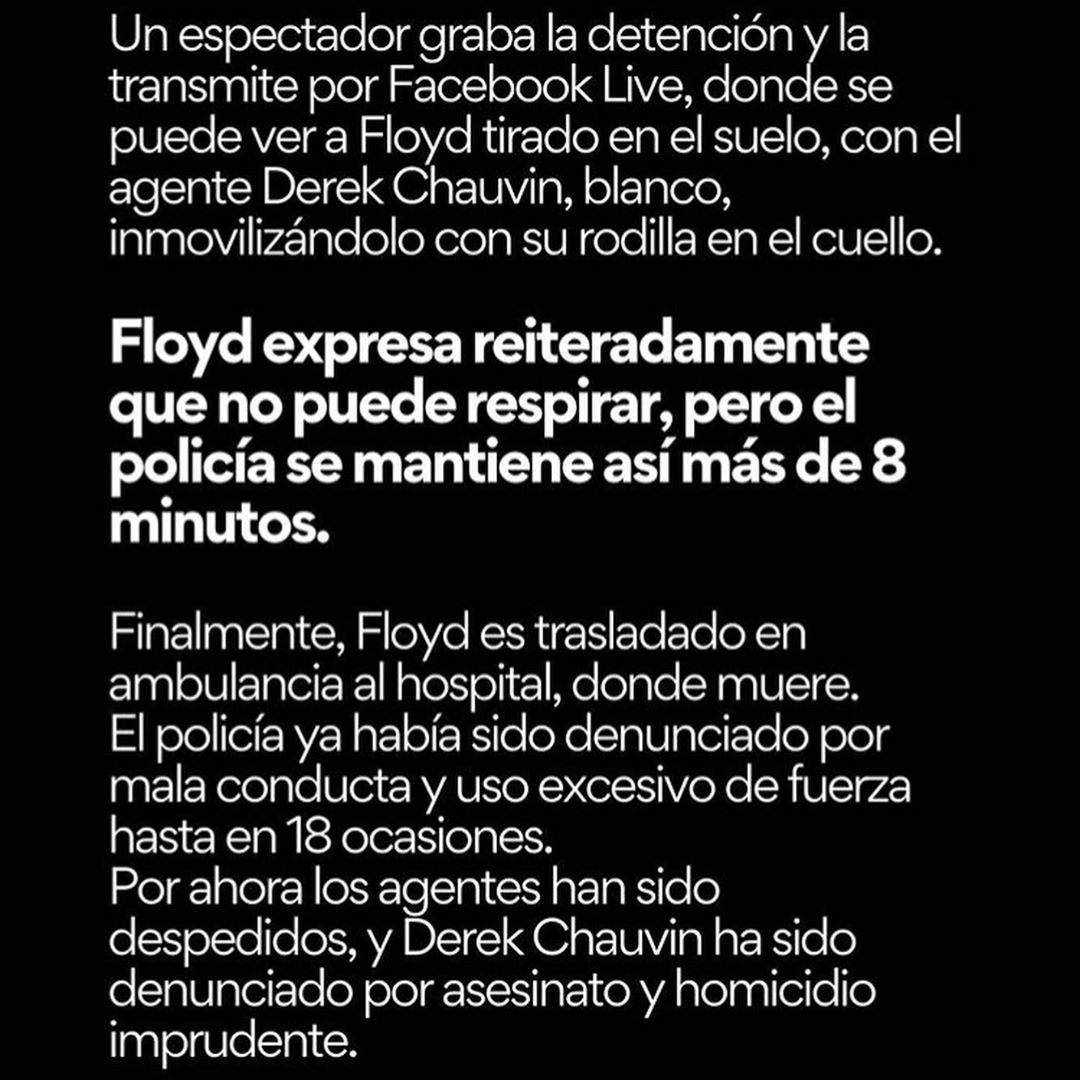 Un espectador graba la detención y la
transmite por Facebook Live, donde se
puede ver a Floyd tirado en el suelo, con el
agente Derek Chauvin, blanco,
inmovilizándolo con su rodilla en el cuello.
Floyd expresa reiteradamente
que no puede respirar, pero el
policía se mantiene así más de 8
minutos.
Finalmente, Floyd es trasladado en
ambulancia al hospital, donde muere.
El policía ya había sido denunciado por
mala conducta y uso excesivo de fuerza
hasta en 18 ocasiones.
Por ahora los agentes han sido
despedidos, y Derek Chauvin ha sido
denunciado por asesinato y homicidio
imprudente.